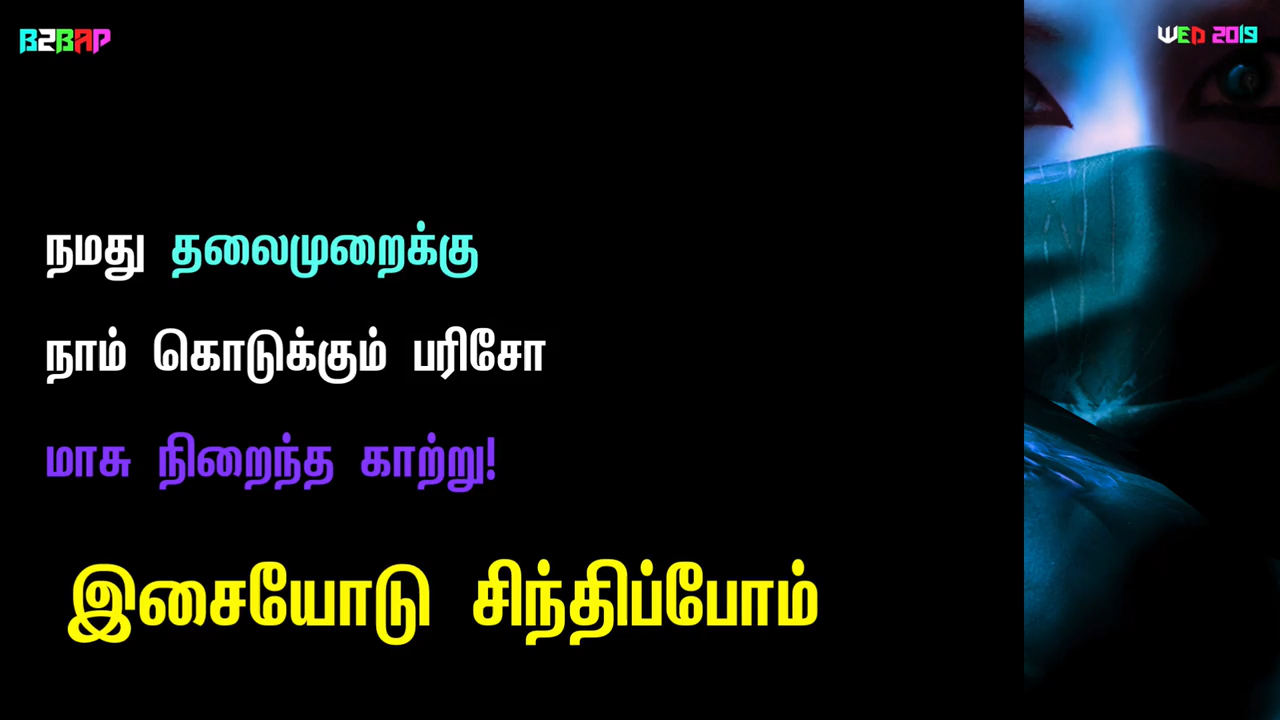 B2BAP
WED 2019
நமது தலைமுறைக்கு
நாம் கொடுக்கும் பரிசோ
மாசு நிறைந்த காற்று!
இசையோடு சிந்திப்போம்